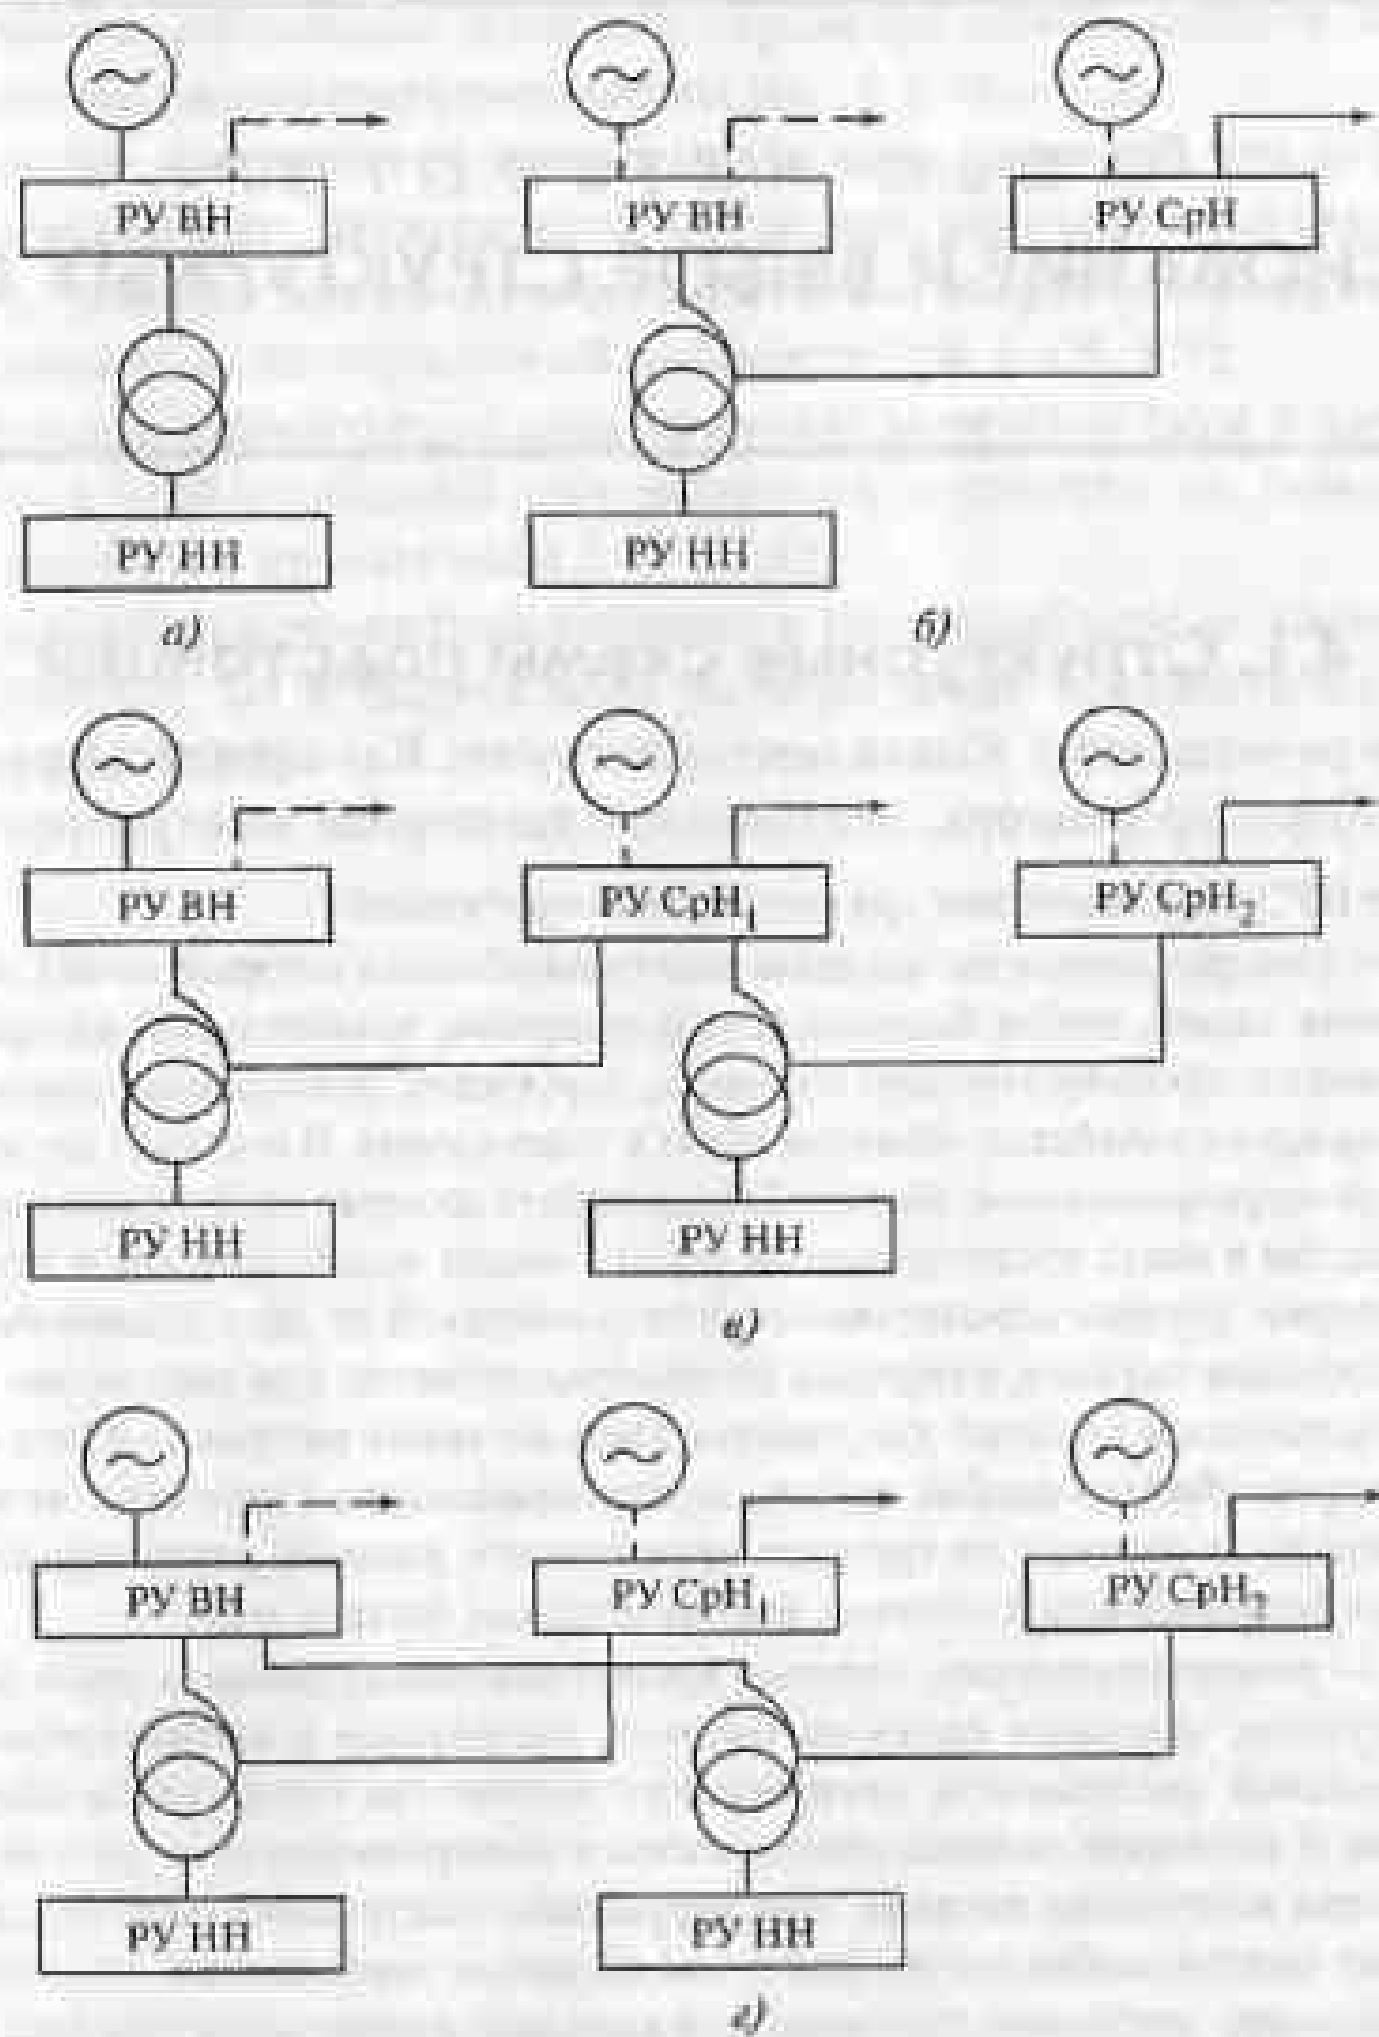 РУ ВН
РУ ВН
РУ СрН
РУ НН
РУ НН
а)
б)
РУ ВН
РУ СрН₁
РУ СрН₂
РУ НН
РУ НН
в)
РУ ВН
РУ СрН₁
РУ СрН₂
РУ НН
РУ НН
г)